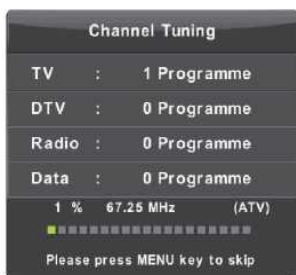 Channel Tuning
TV : 1 Programme
DTV : 0 Programme
Radio : 0 Programme
Data : 0 Programme
1 % 67.25 MHz (ATV)
Please press MENU key to skip